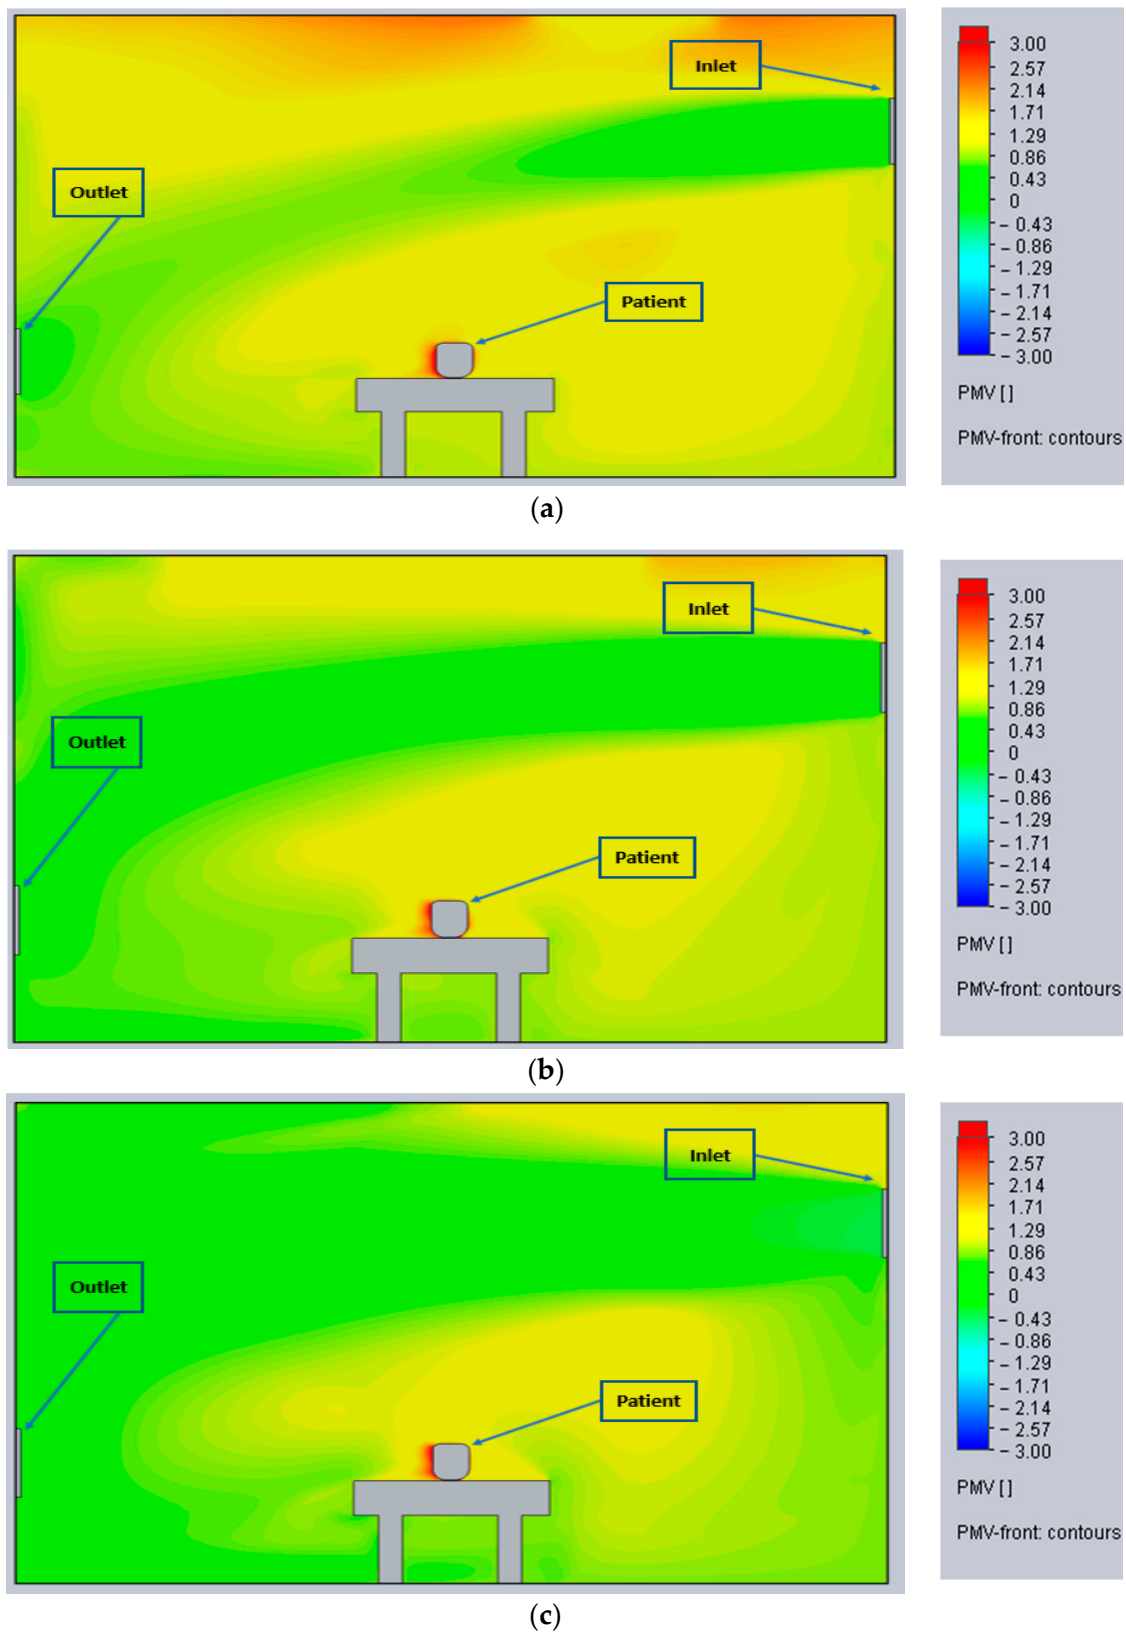 Inlet
Outlet
Patient
3.00
2.57
2.14
1.71
1.29
0.86
0.43
0
– 0.43
– 0.86
– 1.29
– 1.71
– 2.14
– 2.57
– 3.00
PMV [ ]
PMV-front: contours
(a)
Inlet
Outlet
Patient
3.00
2.57
2.14
1.71
1.29
0.86
0.43
0
– 0.43
– 0.86
– 1.29
– 1.71
– 2.14
– 2.57
– 3.00
PMV [ ]
PMV-front: contours
(b)
Inlet
Outlet
Patient
3.00
2.57
2.14
1.71
1.29
0.86
0.43
0
– 0.43
– 0.86
– 1.29
– 1.71
– 2.14
– 2.57
– 3.00
PMV [ ]
PMV-front: contours
(c)